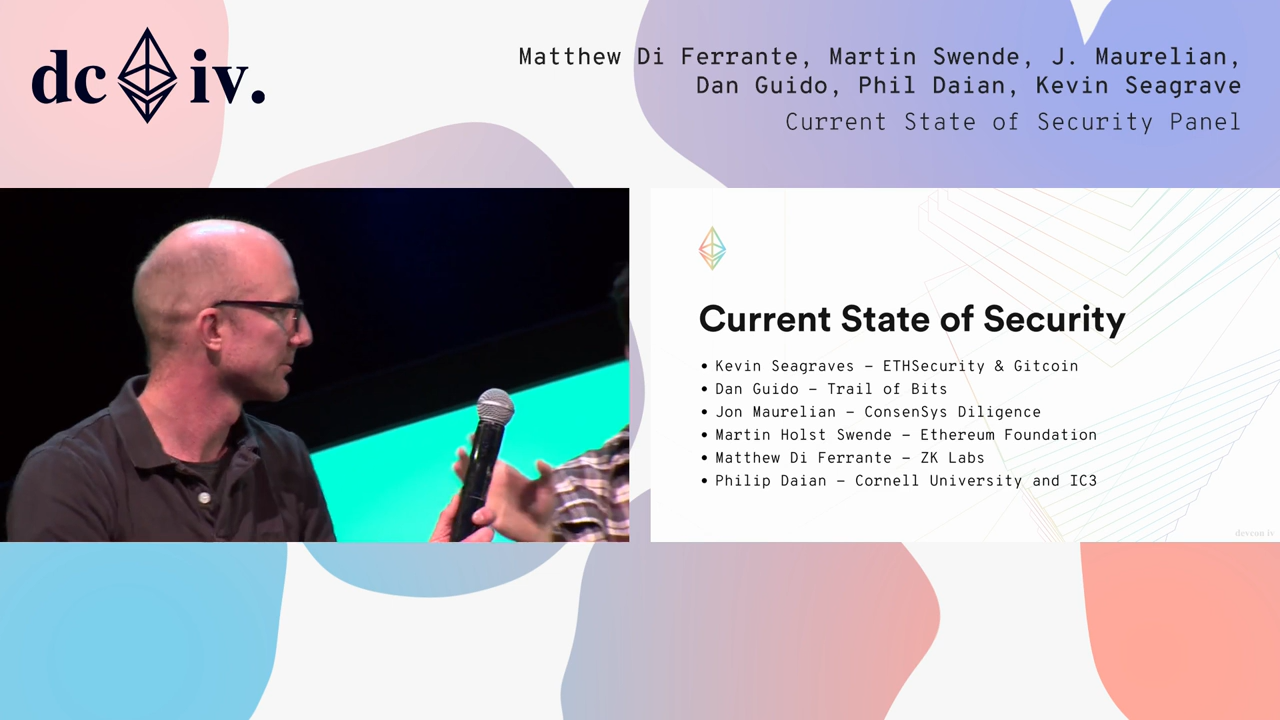 dc iv.
Matthew Di Ferrante, Martin Swende, J. Maurelian,
Dan Guido, Phil Daian, Kevin Seagrave
Current State of Security Panel
Current State of Security
• Kevin Seagraves – ETHSecurity & Gitcoin
• Dan Guido – Trail of Bits
• Jon Maurelian – ConsenSys Diligence
• Martin Holst Swende – Ethereum Foundation
• Matthew Di Ferrante – ZK Labs
• Philip Daian – Cornell University and IC3
devcon iv